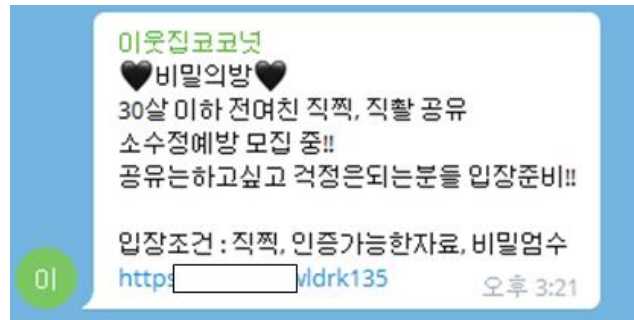 이웃집코코넛
🖤비밀의방🖤
30살 이하 전여친 직찍, 직촬 공유
소수정예방 모집 중!!
공유는하고싶고 걱정은되는분들 입장준비!!
입장조건 : 직찍, 인증가능한자료, 비밀엄수
https ldrk135
이
오후 3:21